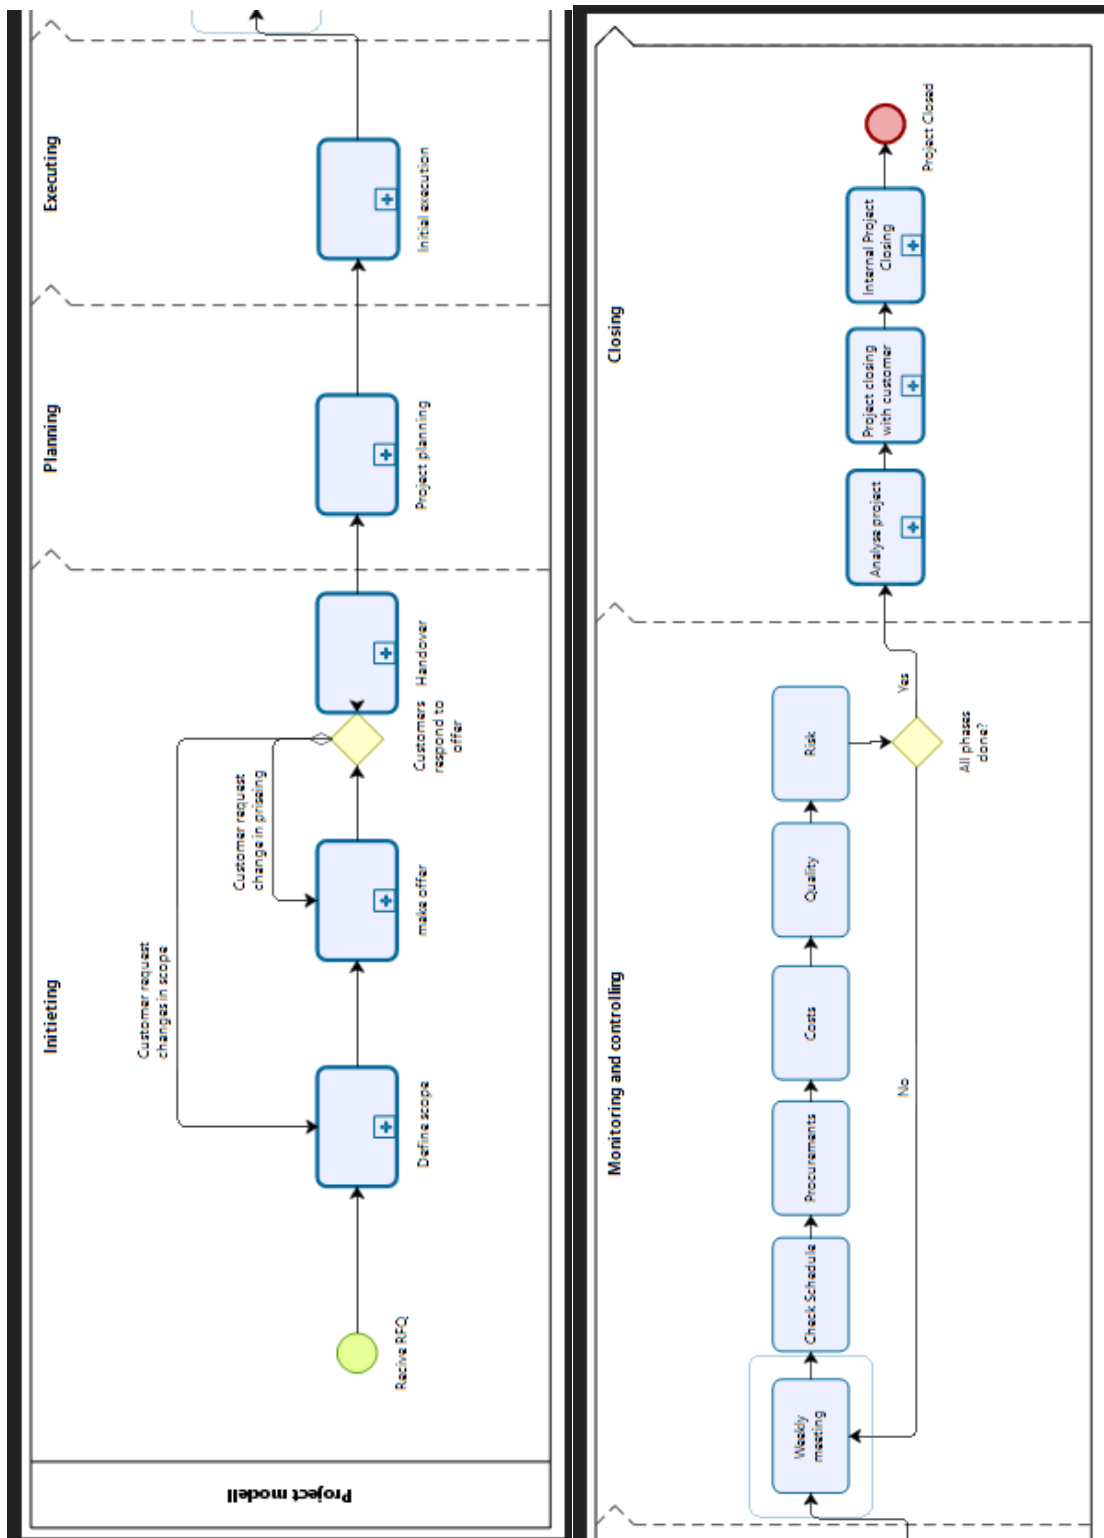 Project modell
Initieting
Recive RFQ
Define scope
Customer request
changes in scope
make offer
Customer request
change in prising
Customers
respond to
offer
Handover
Planning
Project planning
Executing
Initial execution
Monitoring and controlling
Weekly
meeting
Check Schedule
Procurements
Costs
Quality
Risk
All phases
done?
No
Yes
Closing
Analyse project
Project closing
with customer
Internal Project
Closing
Project Closed